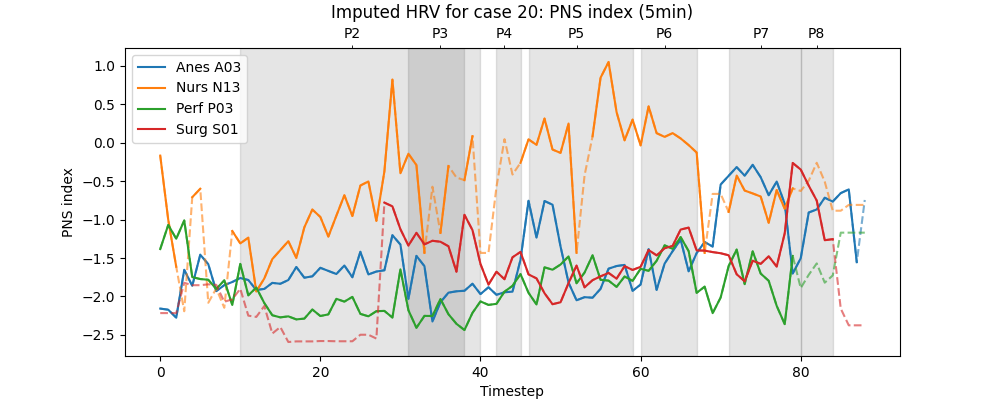 Imputed HRV for case 20: PNS index (5min)
P2 P3 P4 P5 P6 P7 P8
Anes A03
Nurs N13
Perf P03
Surg S01
1.0
0.5
0.0
−0.5
−1.0
−1.5
−2.0
−2.5
PNS index
0 20 40 60 80
Timestep